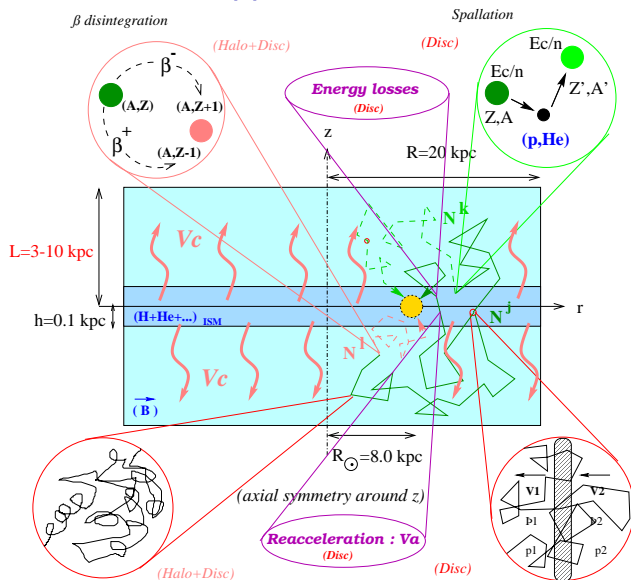 β disintegration
Spallation
(Halo+Disc)
(Disc)
β⁻
(A,Z)
(A,Z+1)
β⁺
(A,Z-1)
Energy losses
(Disc)
Ec/n
Ec/n
Z',A'
Z,A
(p,He)
z
R=20 kpc
L=3-10 kpc
Vc
N^k
h=0.1 kpc
(H+He+...) ISM
r
N^j
N^l
Vc
(B)
R☉=8.0 kpc
(axial symmetry around z)
V1
V2
Þ1
Þ2
p1
p2
Reacceleration : Va
(Disc)
(Halo+Disc)
(Disc)